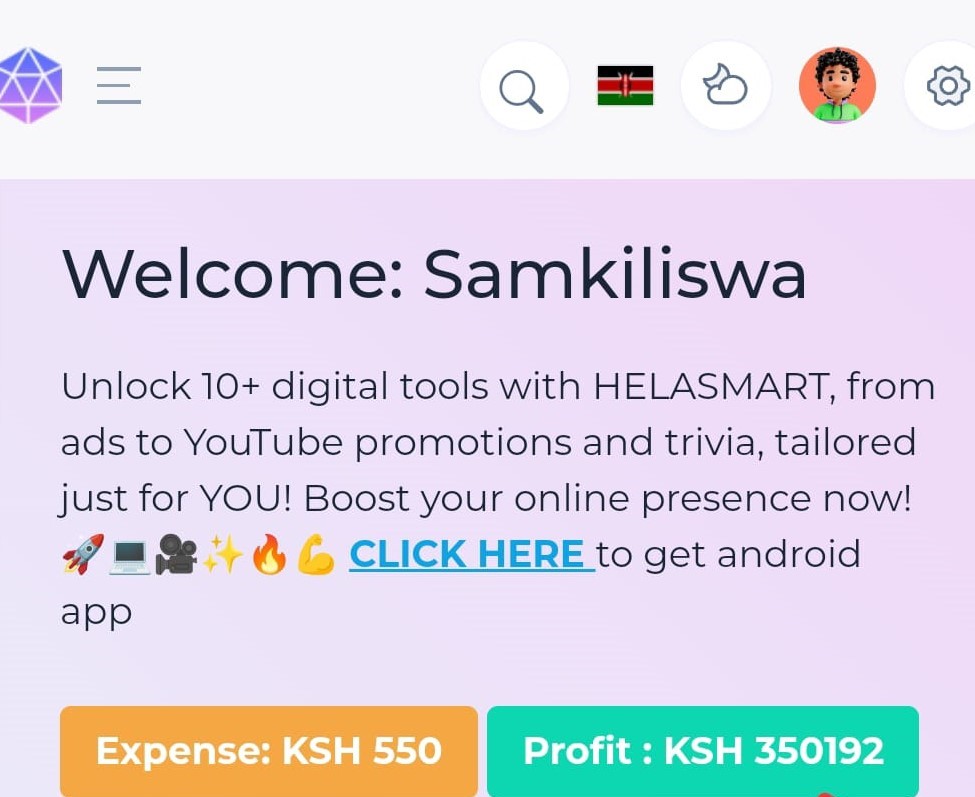 Welcome: Samkiliswa
Unlock 10+ digital tools with HELASMART, from
ads to YouTube promotions and trivia, tailored
just for YOU! Boost your online presence now!
🚀💻🎥✨🔥💪 CLICK HERE to get android
app
Expense: KSH 550
Profit : KSH 350192